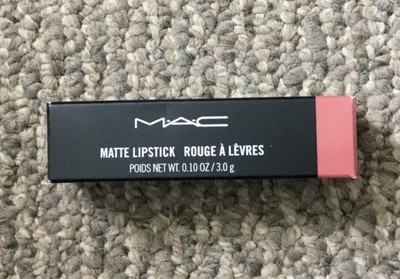 M·A·C
MATTE LIPSTICK ROUGE À LÈVRES
POIDS NET WT. 0.10 OZ / 3.0 g